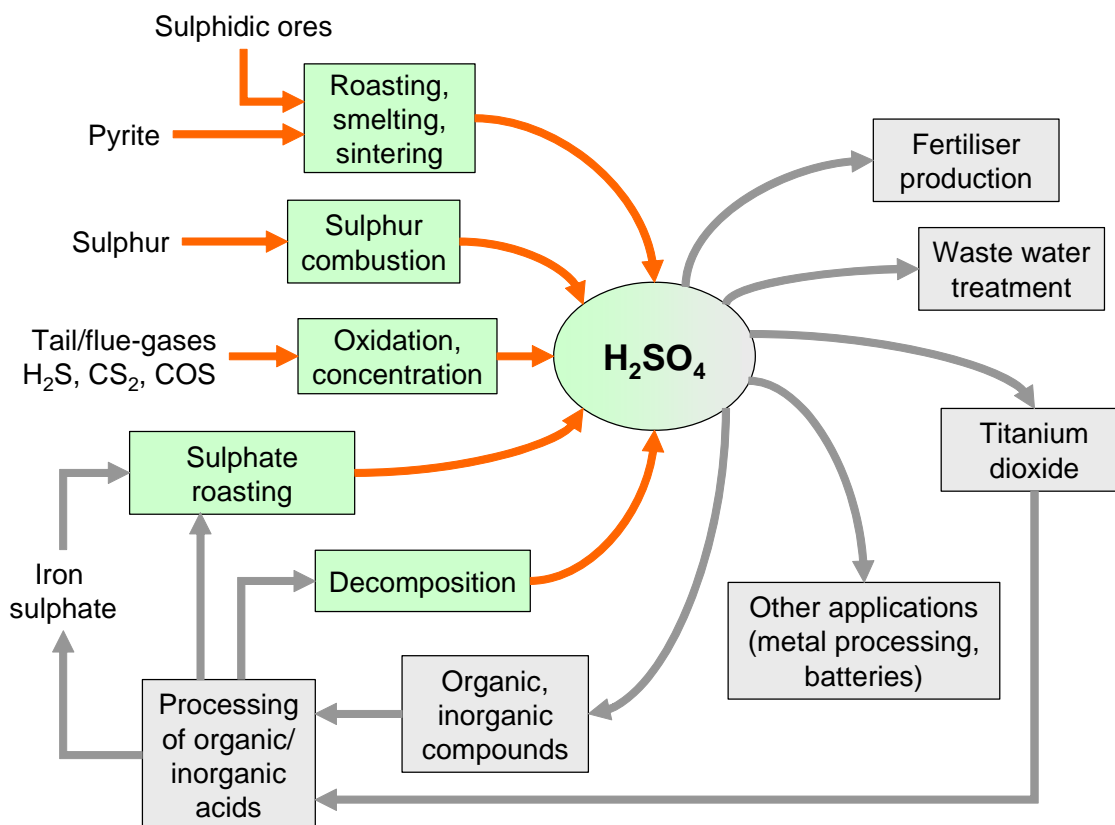 Sulphidic ores
Roasting,
smelting,
sintering
Pyrite
Fertiliser
production
Sulphur
Sulphur
combustion
Waste water
treatment
Tail/flue-gases
H₂S, CS₂, COS
Oxidation,
concentration
H₂SO₄
Titanium
dioxide
Sulphate
roasting
Iron
sulphate
Decomposition
Other applications
(metal processing,
batteries)
Organic,
inorganic
compounds
Processing
of organic/
inorganic
acids